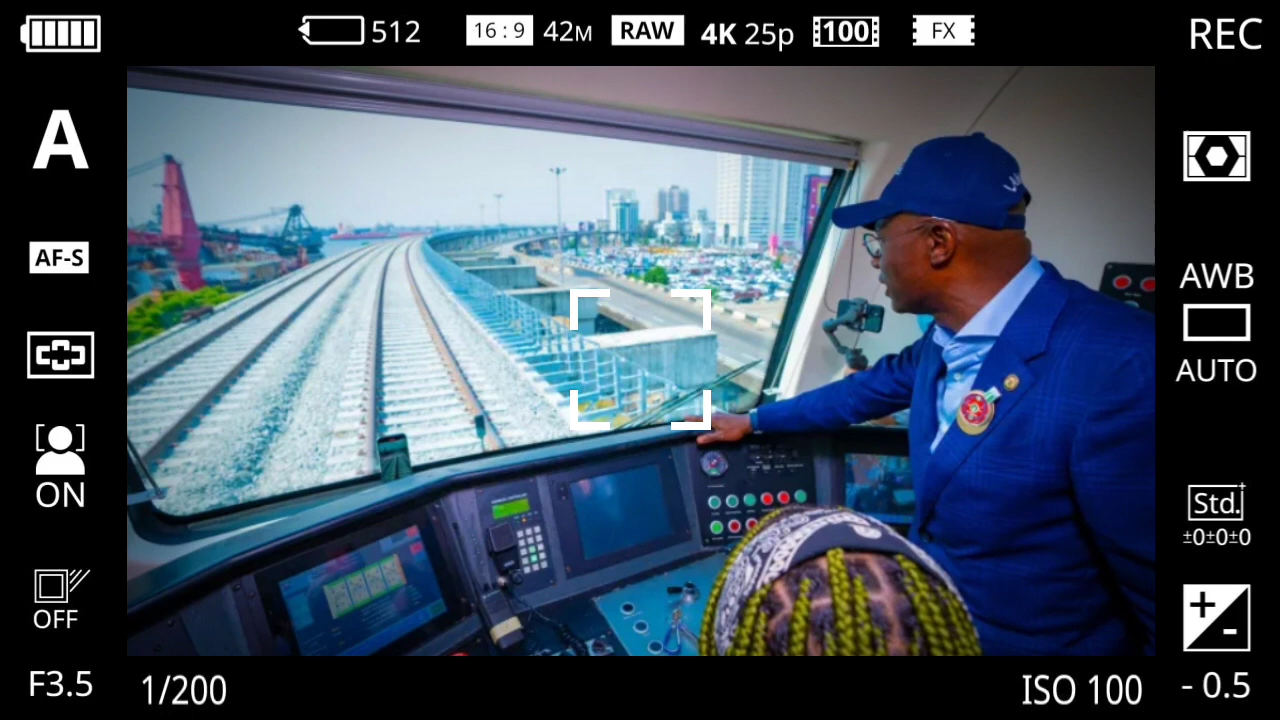 512 16:9 42M RAW 4K 25p 100 FX REC
A
AF-S
AWB
AUTO
ON
Std.
±0±0±0
OFF
F3.5 1/200 ISO 100 - 0.5